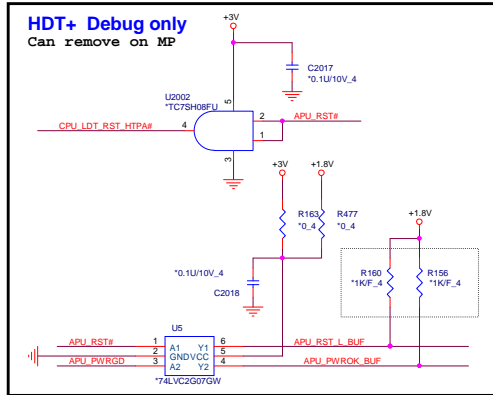 HDT+ Debug only
Can remove on MP
+3V
C2017
*0.1U/10V_4
U2002
*TC7SH08FU
5
CPU_LDT_RST_HTPA#
4
2
APU_RST#
1
3
+3V
+1.8V
R163
*0_4
R477
*0_4
+1.8V
*0.1U/10V_4
C2018
R160
*1K/F_4
R156
*1K/F_4
U5
APU_RST#
1
A1
Y1
6
APU_RST_L_BUF
2
GND
VCC
5
APU_PWRGD
3
A2
Y2
4
APU_PWROK_BUF
*74LVC2G07GW